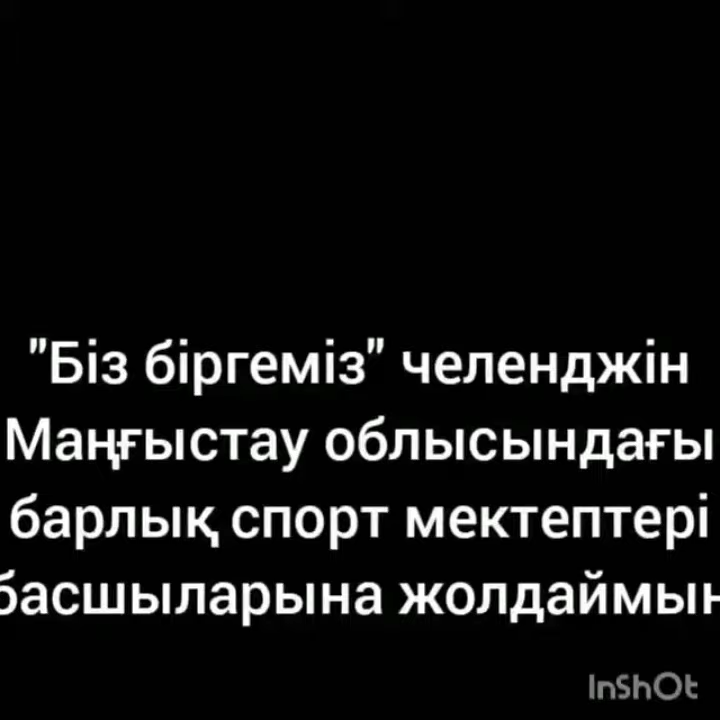 "Біз біргеміз" челенджін
Маңғыстау облысындағы
барлық спорт мектептері
басшыларына жолдаймын
InShOt